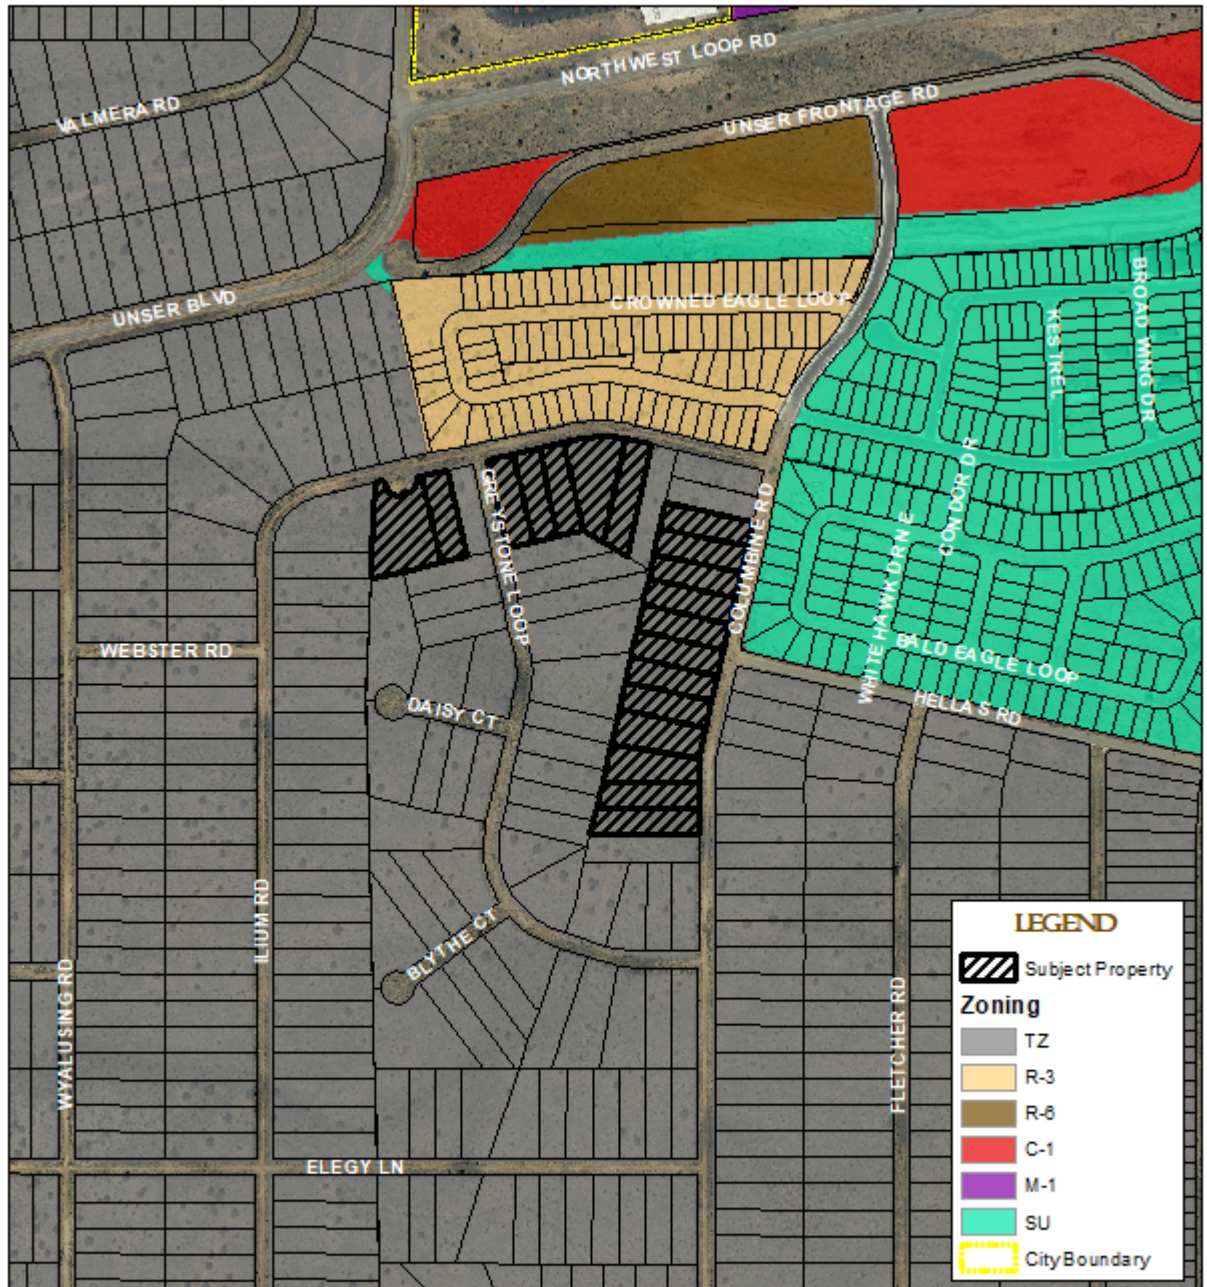 NORTHWEST LOOP RD
VALMERA RD
UNSER FRONTAGE RD
UNSER BLVD
CROWNED EAGLE LOOP
KESTREL
BROAD WING DR
CONDOR DR
GREYSTONE LOOP
COLUMBINE RD
WHITE HAWK DR NE
WEBSTER RD
BALD EAGLE LOOP
HELLAS RD
DAISY CT
ILIUM RD
BLYTHE CT
WYALUSING RD
FLETCHER RD
ELEGY LN
LEGEND
Subject Property
Zoning
TZ
R-3
R-6
C-1
M-1
SU
City Boundary